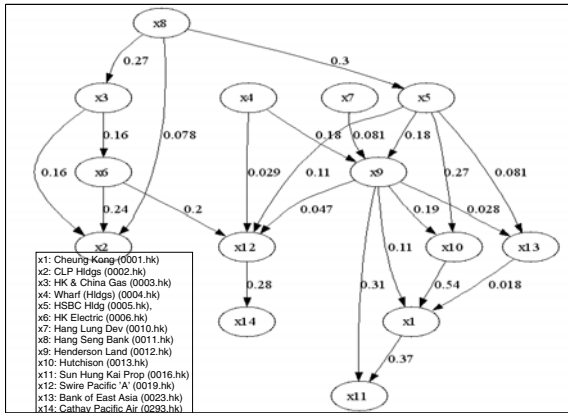 x8
0.27
0.3
x3
x4
x7
x5
0.16
0.078
0.18
0.081
0.18
0.16
x6
0.029
0.11
x9
0.27
0.081
0.24
0.2
0.047
0.19
0.028
x2
x12
0.11
x10
x13
0.28
0.31
0.54
0.018
x14
x1
0.37
x11
x1: Cheung Kong (0001.hk)
x2: CLP Hldgs (0002.hk)
x3: HK & China Gas (0003.hk)
x4: Wharf (Hldgs) (0004.hk)
x5: HSBC Hldg (0005.hk),
x6: HK Electric (0006.hk)
x7: Hang Lung Dev (0010.hk)
x8: Hang Seng Bank (0011.hk)
x9: Henderson Land (0012.hk)
x10: Hutchison (0013.hk)
x11: Sun Hung Kai Prop (0016.hk)
x12: Swire Pacific 'A' (0019.hk)
x13: Bank of East Asia (0023.hk)
x14: Cathay Pacific Air (0293.hk)